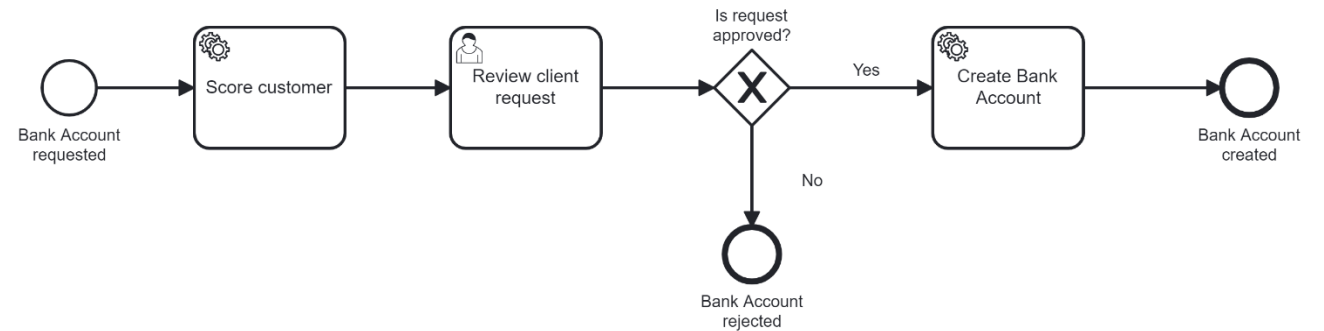 Bank Account
requested
Score customer
Review client
request
Is request
approved?
Yes
No
Create Bank
Account
Bank Account
created
Bank Account
rejected